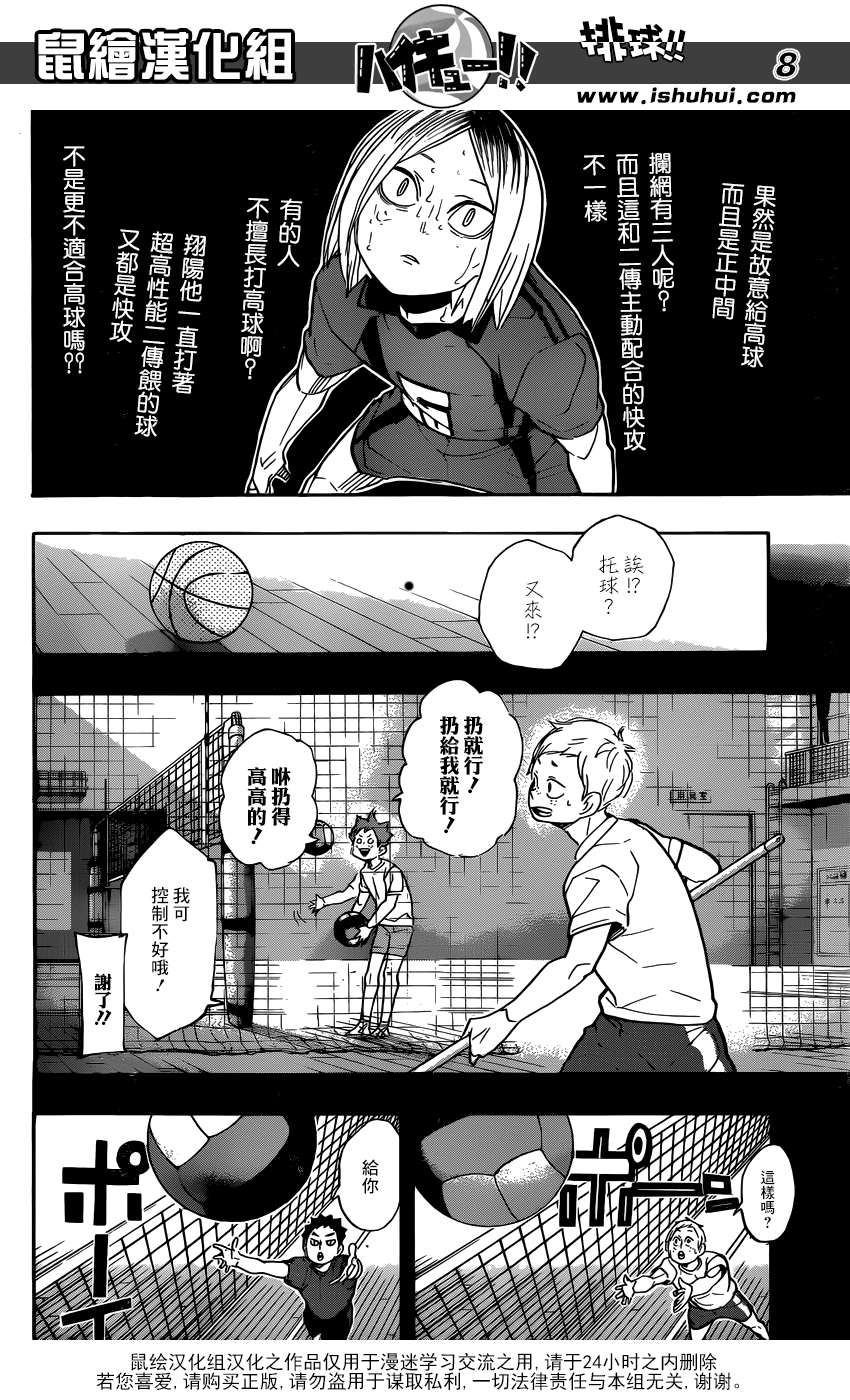 鼠繪漢化組
ハイキュー!!
排球!!
8
www.ishuhui.com
果然是故意給高球
而且是正中間
攔網有三人呢?
而且這和二傳主動配合的快攻
不一樣
有的人
不擅長打高球啊?
翔陽他一直打著
超高性能二傳餵的球
又都是快攻
不是更不適合高球嗎??
誒!?
托球?
又來!?
扔就行!
扔給我就行!
咻扔得
高高的!
我可
控制不好哦!
謝了!!
這樣嗎?
ポーン
給你
ポーイ
鼠绘汉化组汉化之作品仅用于漫迷学习交流之用,请于24小时之内删除
若您喜爱,请购买正版,请勿盗用于谋取私利,一切法律责任与本组无关,谢谢。